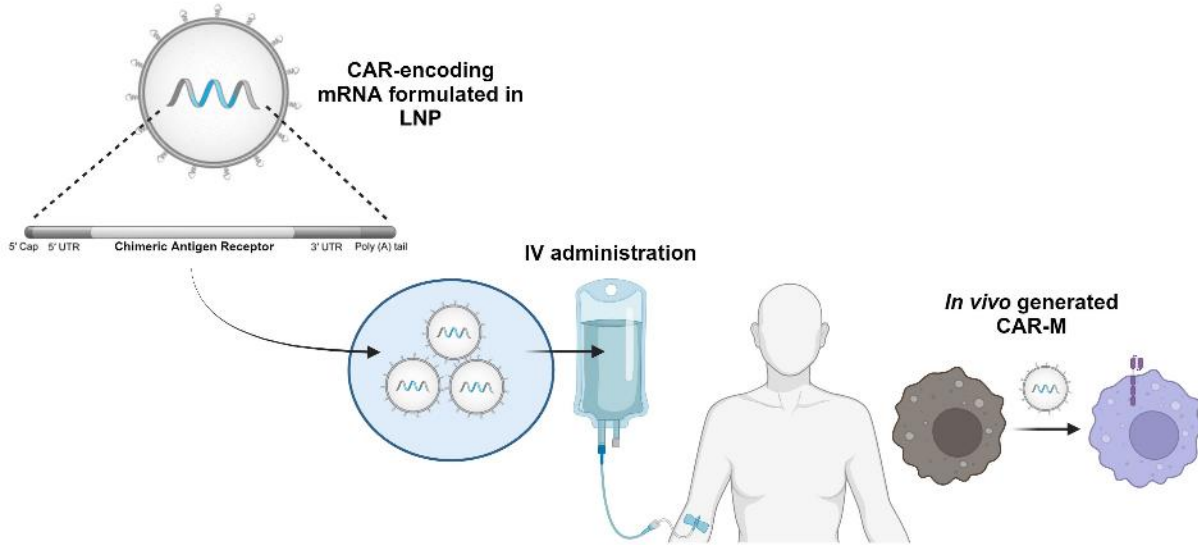 CAR-encoding
mRNA formulated in
LNP
5' Cap 5' UTR Chimeric Antigen Receptor 3' UTR Poly (A) tail
IV administration
In vivo generated
CAR-M